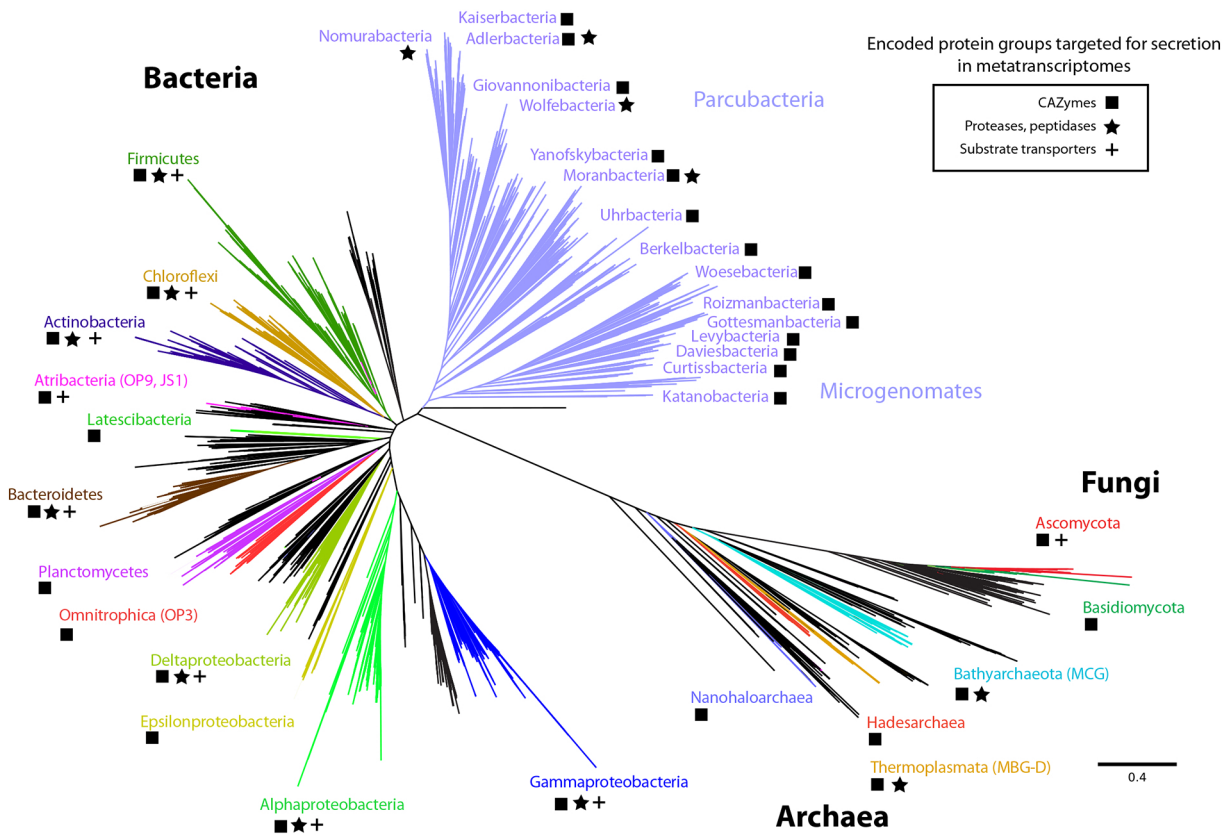 Kaiserbacteria
Nomurabacteria
Adlerbacteria
Encoded protein groups targeted for secretion
in metatranscriptomes
Bacteria
Giovannonibacteria
Wolfebacteria
Parcubacteria
CAZymes
Proteases, peptidases
Substrate transporters
Firmicutes
Yanofskybacteria
Moranbacteria
Uhrbacteria
Berkelbacteria
Chloroflexi
Woesebacteria
Roizmanbacteria
Actinobacteria
Gottesmanbacteria
Levybacteria
Daviesbacteria
Curtissbacteria
Atribacteria (OP9, JS1)
Microgenomates
Katanobacteria
Latescibacteria
Bacteroidetes
Fungi
Ascomycota
Planctomycetes
Omnitrophica (OP3)
Basidiomycota
Deltaproteobacteria
Bathyarchaeota (MCG)
Nanohaloarchaea
Epsilonproteobacteria
Hadesarchaea
Thermoplasmata (MBG-D)
0.4
Gammaproteobacteria
Alphaproteobacteria
Archaea